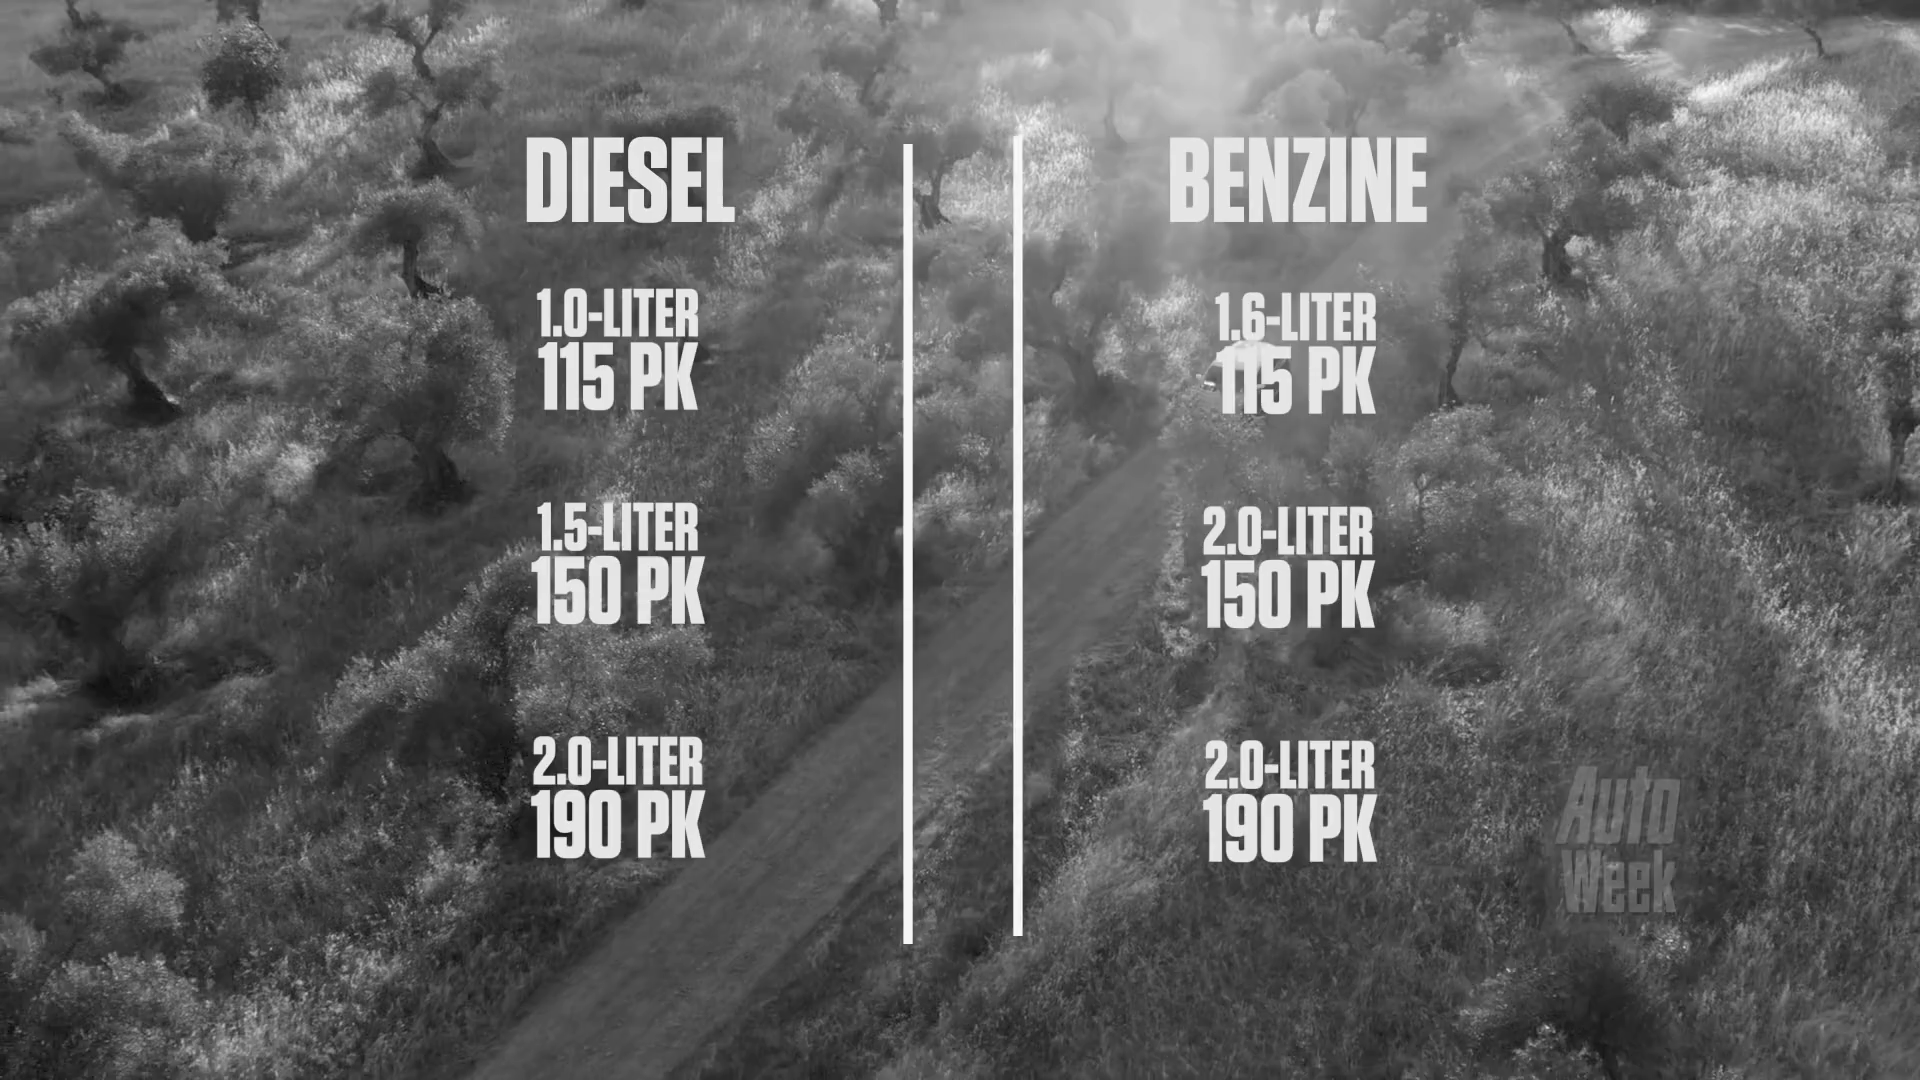 DIESEL
1.0-LITER
115 PK
1.5-LITER
150 PK
2.0-LITER
190 PK
BENZINE
1.6-LITER
115 PK
2.0-LITER
150 PK
2.0-LITER
190 PK
Auto
Week